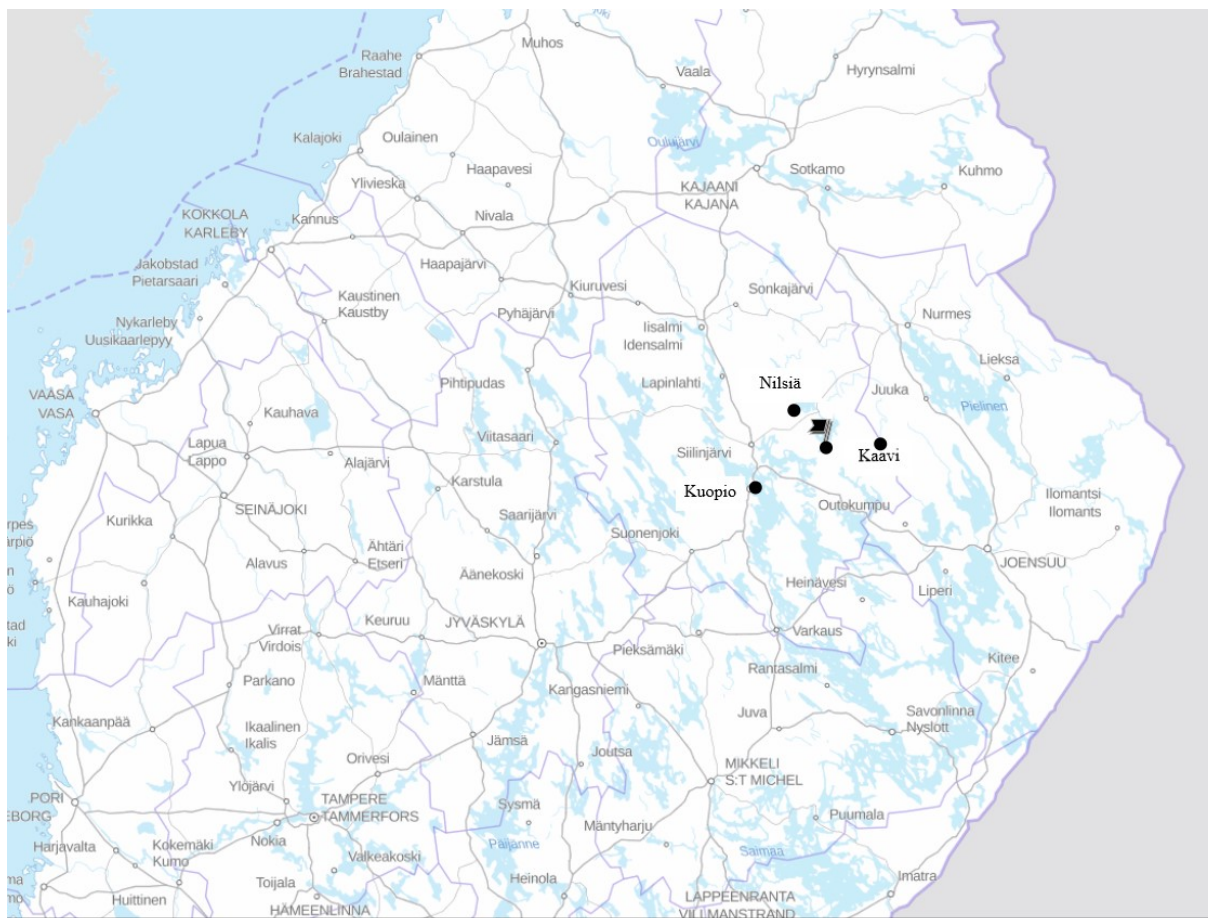 Muhos
Raahe
Brahestad
Vaala
Hyrynsalmi
Kalajoki
Oulainen
Oulujärvi
Haapavesi
Sotkamo
Kuhmo
Ylivieska
KAJAANI
KAJANA
KOKKOLA
KARLEBY
Kannus
Nivala
Jakobstad
Pietarsaari
Haapajärvi
Kiuruvesi
Sonkajärvi
Kaustinen
Kaustby
Pyhäjärvi
Nykarleby
Uusikaarlepyy
Iisalmi
Idensalmi
Nurmes
Lieksa
VAASA
VASA
Pihtipudas
Lapinlahti
Nilsiä
Juuka
Pielinen
Kauhava
Lapua
Lappo
Viitasaari
Siilinjärvi
Kaavi
Alajärvi
Karstula
Kuopio
Ilomantsi
Ilomants
SEINÄJOKI
Saarijärvi
Outokumpu
Kurikka
Suonenjoki
Alavus
Ähtäri
Etseri
Äänekoski
JOENSUU
Heinävesi
Liperi
Kauhajoki
Keuruu
JYVÄSKYLÄ
Virrat
Virdois
Varkaus
Pieksämäki
Kitee
Rantasalmi
Parkano
Mänttä
Kangasniemi
Kankaanpää
Ikaalinen
Ikalis
Juva
Savonlinna
Nyslott
Jämsä
Joutsa
Orivesi
MIKKELI
S:T MICHEL
Ylöjärvi
PORI
EBORG
TAMPERE
TAMMERFORS
Sysmä
Puumala
Mäntyharju
Harjavalta
Kokemäki
Kumo
Nokia
Päijänne
Saimaa
Valkeakoski
Toijala
Heinola
Imatra
Huittinen
HÄMEENLINNA
LAPPEENRANTA
VILLMANSTRAND